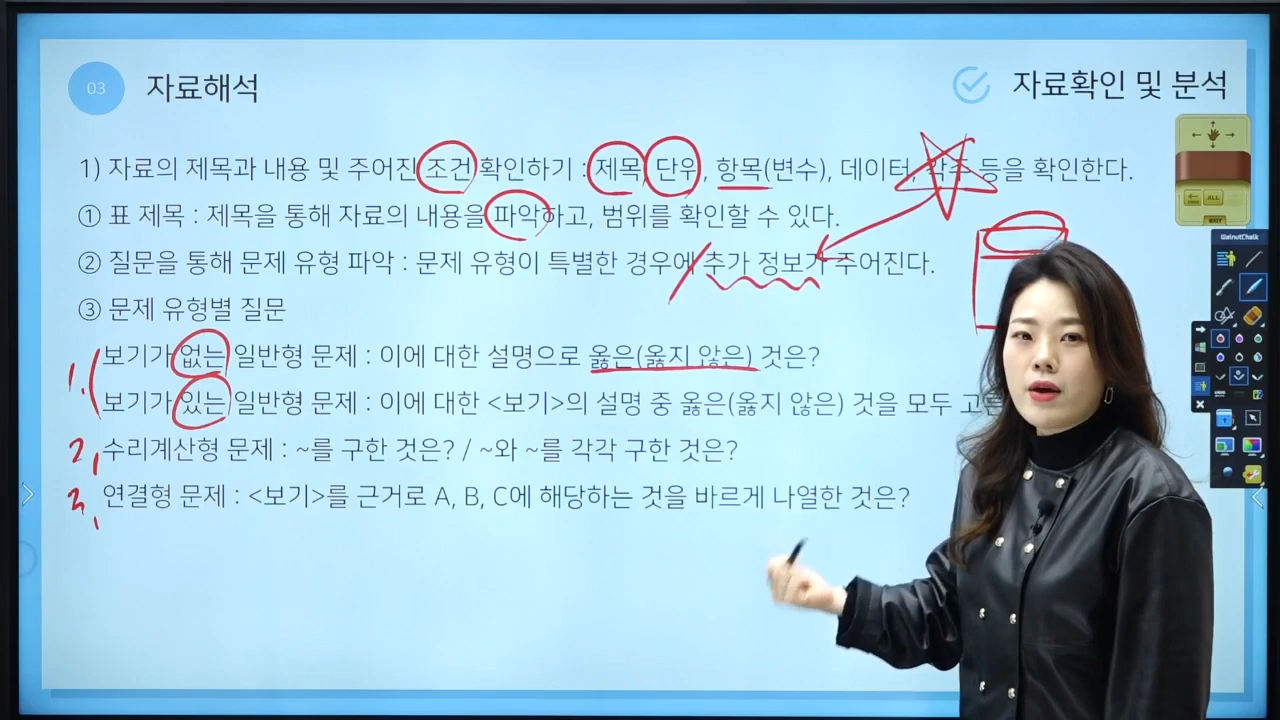 03 자료해석
자료확인 및 분석
1) 자료의 제목과 내용 및 주어진 조건 확인하기 : 제목, 단위, 항목(변수), 데이터, 각주 등을 확인한다.
① 표 제목 : 제목을 통해 자료의 내용을 파악하고, 범위를 확인할 수 있다.
② 질문을 통해 문제 유형 파악 : 문제 유형이 특별한 경우에 추가 정보가 주어진다.
③ 문제 유형별 질문
1. 보기가 없는 일반형 문제 : 이에 대한 설명으로 옳은(옳지 않은) 것은?
보기가 있는 일반형 문제 : 이에 대한 <보기>의 설명 중 옳은(옳지 않은) 것을 모두
2. 수리계산형 문제 : ~를 구한 것은? / ~와 ~를 각각 구한 것은?
3. 연결형 문제 : <보기>를 근거로 A, B, C에 해당하는 것을 바르게 나열한 것은?
ALL
EXIT
WalnutChalk